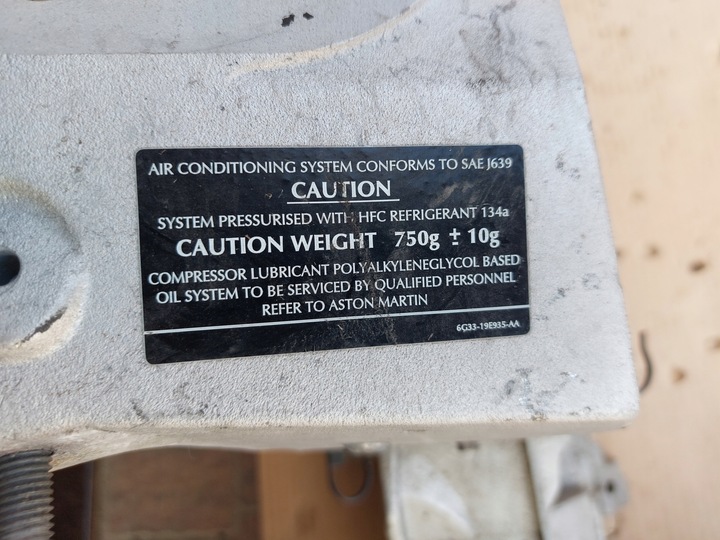 AIR CONDITIONING SYSTEM CONFORMS TO SAE J639
CAUTION
SYSTEM PRESSURISED WITH HFC REFRIGERANT 134a
CAUTION WEIGHT 750g ± 10g
COMPRESSOR LUBRICANT POLYALKYLENEGLYCOL BASED
OIL SYSTEM TO BE SERVICED BY QUALIFIED PERSONNEL
REFER TO ASTON MARTIN
6G33-19E935-AA